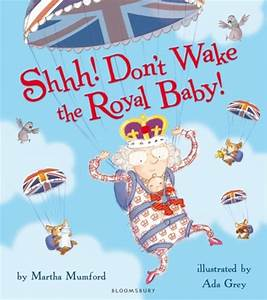 Shhh! Don't Wake
the Royal Baby!
by Martha Mumford
illustrated by
Ada Grey
BLOOMSBURY